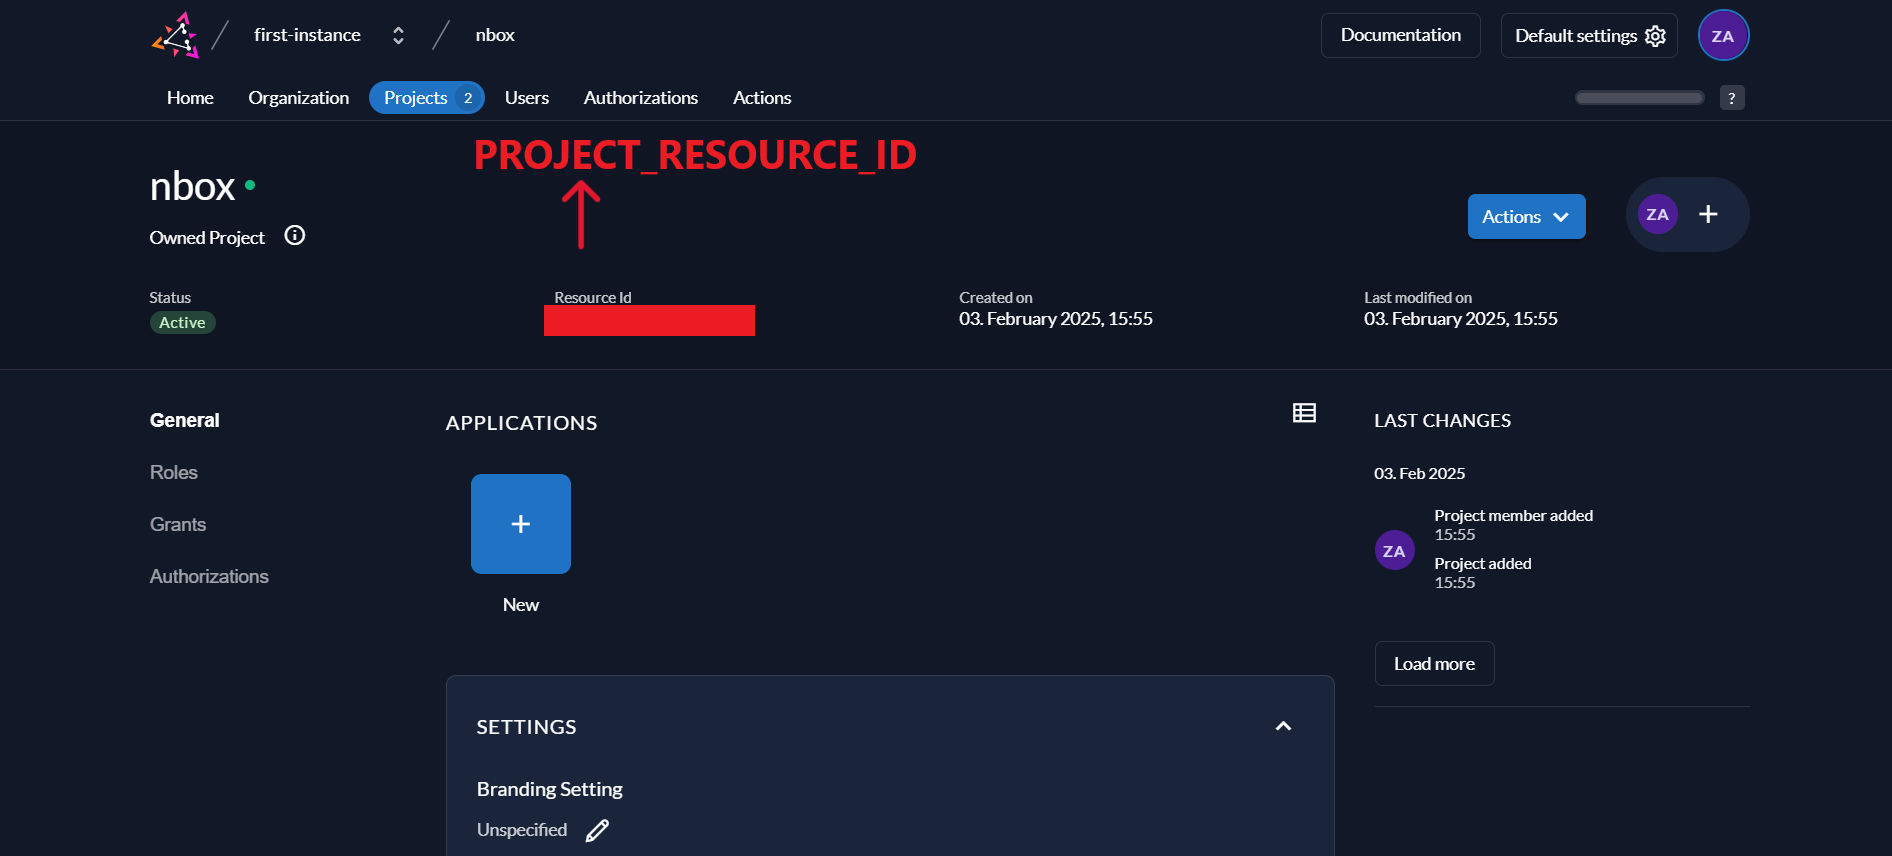 first-instance
nbox
Documentation
Default settings
ZA
Home
Organization
Projects 2
Users
Authorizations
Actions
?
PROJECT_RESOURCE_ID
nbox
Owned Project
Actions
ZA
Status
Active
Resource Id
Created on
03. February 2025, 15:55
Last modified on
03. February 2025, 15:55
General
Roles
Grants
Authorizations
APPLICATIONS
New
SETTINGS
Branding Setting
Unspecified
LAST CHANGES
03. Feb 2025
ZA
Project member added
15:55
Project added
15:55
Load more